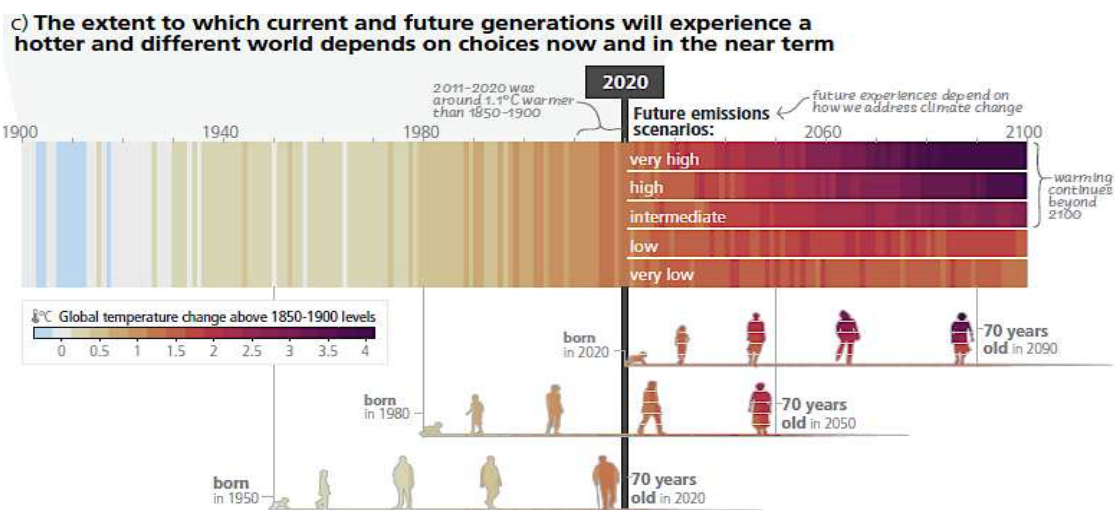 c) The extent to which current and future generations will experience a
hotter and different world depends on choices now and in the near term
2011-2020 was
around 1.1°C warmer
than 1850-1900
2020
future experiences depend on
how we address climate change
Future emissions
scenarios:
1900
1940
1980
2060
2100
very high
high
intermediate
low
very low
warming
continues
beyond
2100
°C Global temperature change above 1850-1900 levels
0 0.5 1 1.5 2 2.5 3 3.5 4
born
in 2020
70 years
old in 2090
born
in 1980
70 years
old in 2050
born
in 1950
70 years
old in 2020